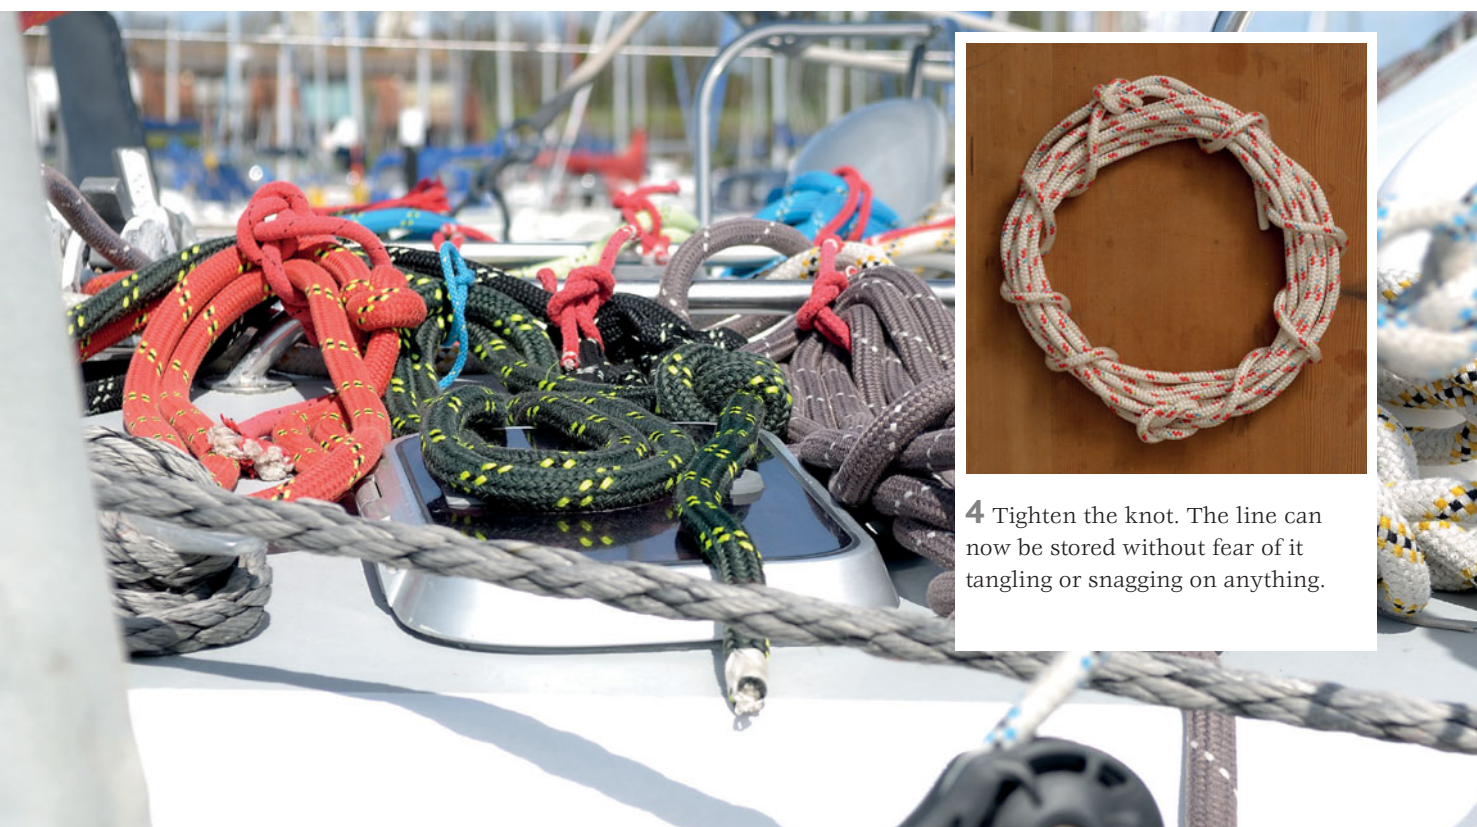 4 Tighten the knot. The line can
now be stored without fear of it
tangling or snagging on anything.